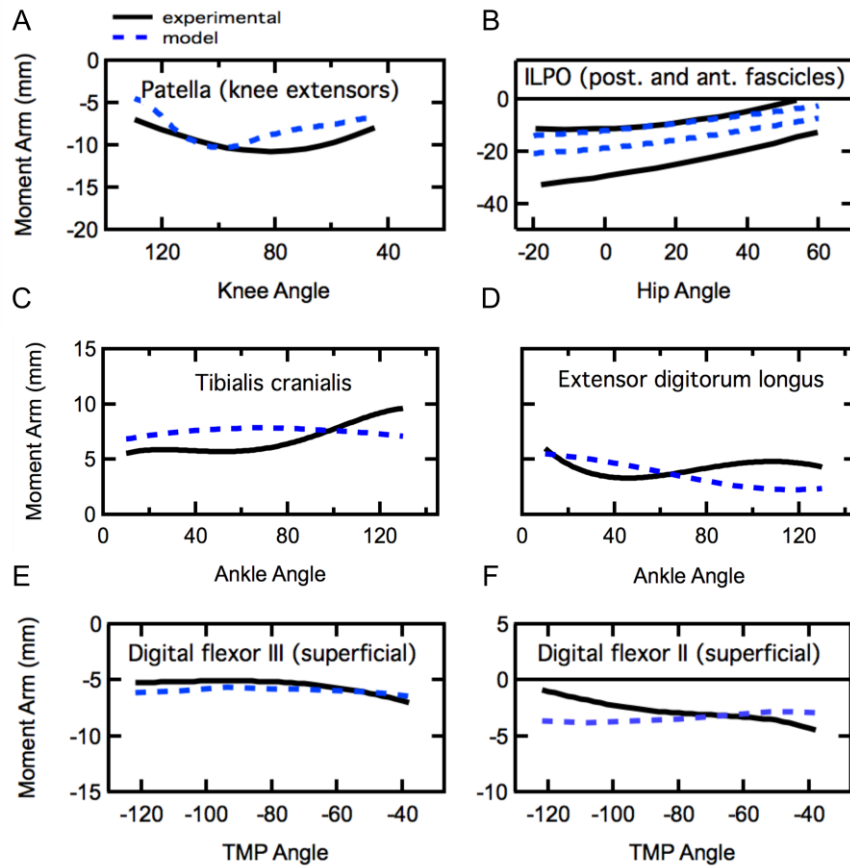 A
experimental
model
B
0
-5
-10
-15
-20
Moment Arm (mm)
Patella (knee extensors)
120
80
40
Knee Angle
0
-20
-40
ILPO (post. and ant. fascicles)
-20
0
20
40
60
Hip Angle
C
D
15
10
5
0
Moment Arm (mm)
Tibialis cranialis
0
40
80
120
Ankle Angle
Extensor digitorum longus
0
40
80
120
Ankle Angle
E
F
0
-5
-10
-15
Moment Arm (mm)
Digital flexor III (superficial)
-120
-100
-80
-60
-40
TMP Angle
5
0
-5
-10
Digital flexor II (superficial)
-120
-100
-80
-60
-40
TMP Angle